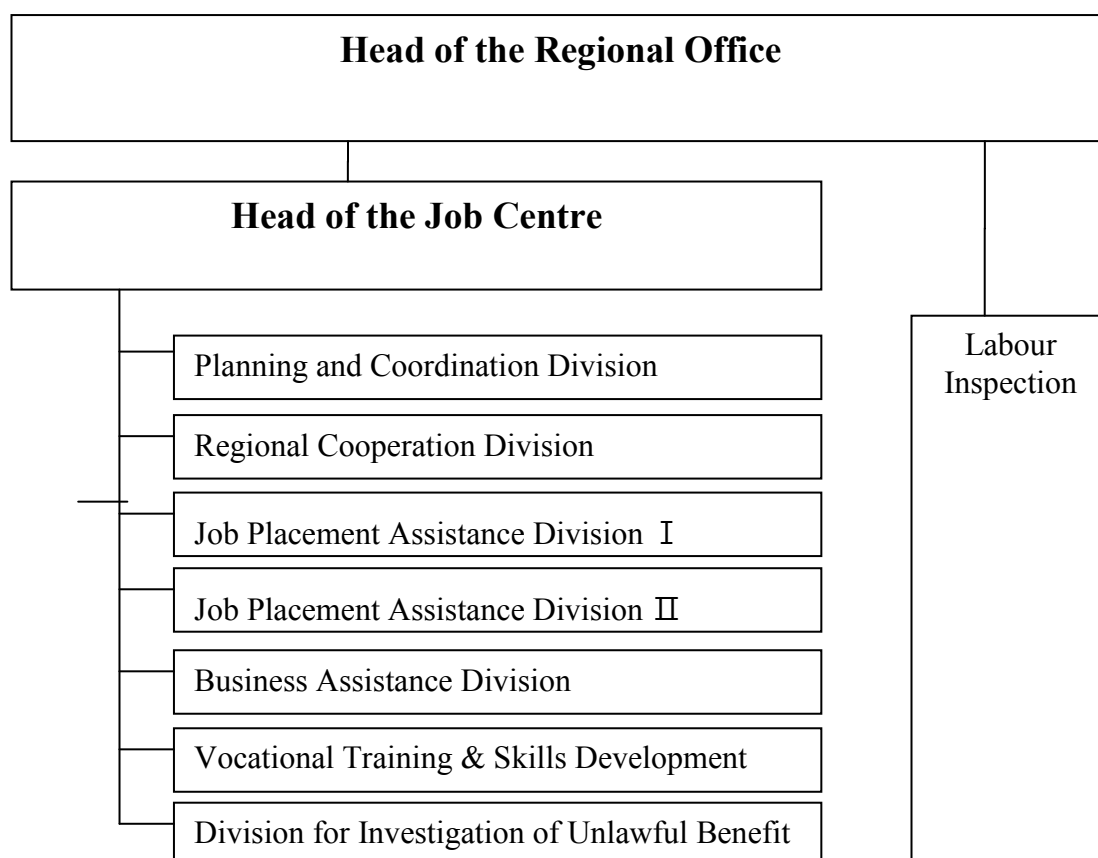 Head of the Regional Office
Head of the Job Centre
Planning and Coordination Division
Regional Cooperation Division
Job Placement Assistance Division Ⅰ
Job Placement Assistance Division Ⅱ
Business Assistance Division
Vocational Training & Skills Development
Division for Investigation of Unlawful Benefit
Labour
Inspection